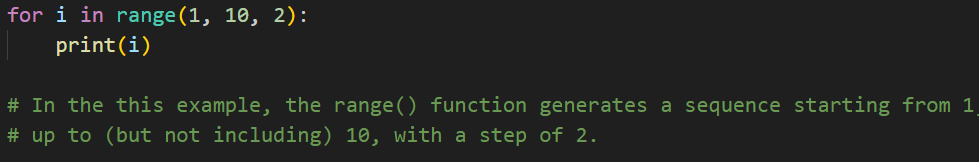 for i in range(1, 10, 2):
    print(i)
# In the this example, the range() function generates a sequence starting from 1,
# up to (but not including) 10, with a step of 2.